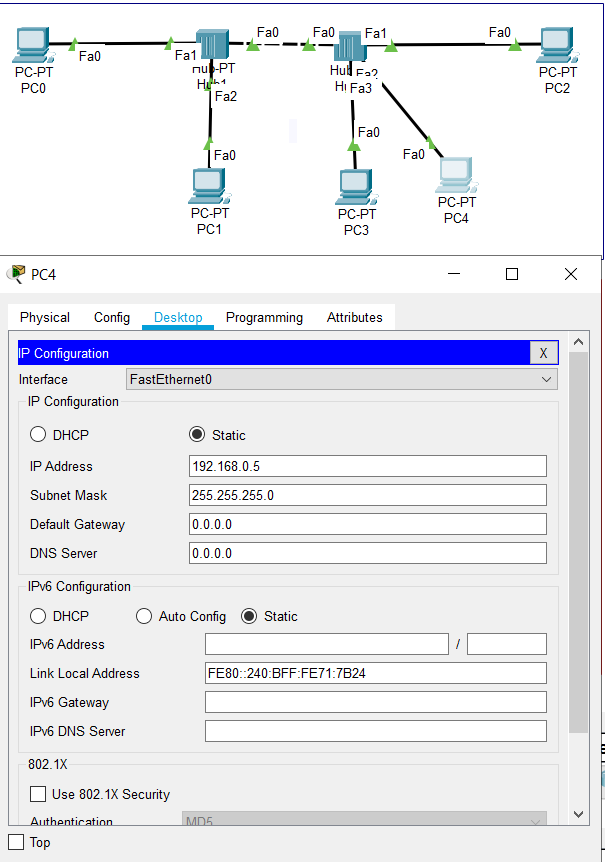 Fa0
Fa1
Fa0
Fa0
Fa1
Fa0
PC-PT
PC0
Hub-PT
Hub1
Fa2
Fa2
Fa3
PC-PT
PC2
Fa0
Fa0
Fa0
PC-PT
PC1
PC-PT
PC3
PC-PT
PC4
PC4
Physical
Config
Desktop
Programming
Attributes
IP Configuration
X
Interface
FastEthernet0
IP Configuration
DHCP
Static
IP Address
192.168.0.5
Subnet Mask
255.255.255.0
Default Gateway
0.0.0.0
DNS Server
0.0.0.0
IPv6 Configuration
DHCP
Auto Config
Static
IPv6 Address
/
Link Local Address
FE80::240:BFF:FE71:7B24
IPv6 Gateway
IPv6 DNS Server
802.1X
Use 802.1X Security
Authentication
MD5
Top